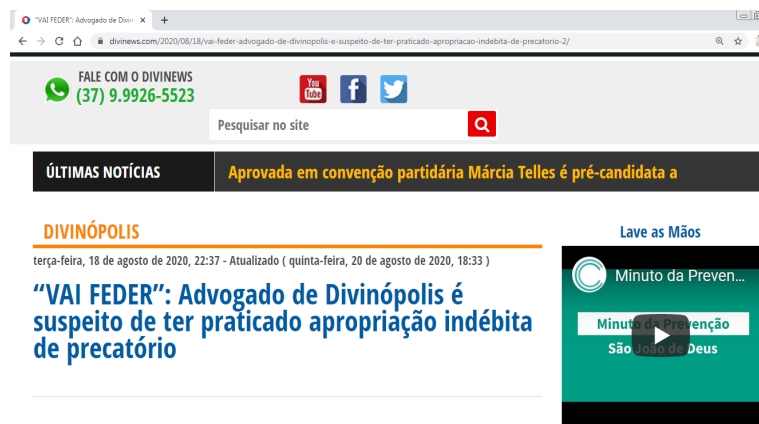 "VAI FEDER": Advogado de Divin
divinews.com/2020/08/18/vai-feder-advogado-de-divinopolis-e-suspeito-de-ter-praticado-apropriacao-indebita-de-precatorio-2/
FALE COM O DIVINEWS
(37) 9.9926-5523
You
Tube
Pesquisar no site
ÚLTIMAS NOTÍCIAS
Aprovada em convenção partidária Márcia Telles é pré-candidata a
DIVINÓPOLIS
terça-feira, 18 de agosto de 2020, 22:37 - Atualizado ( quinta-feira, 20 de agosto de 2020, 18:33 )
“VAI FEDER”: Advogado de Divinópolis é
suspeito de ter praticado apropriação indébita
de precatório
Lave as Mãos
Minuto da Preven...
Minuto da Prevenção
São João de Deus